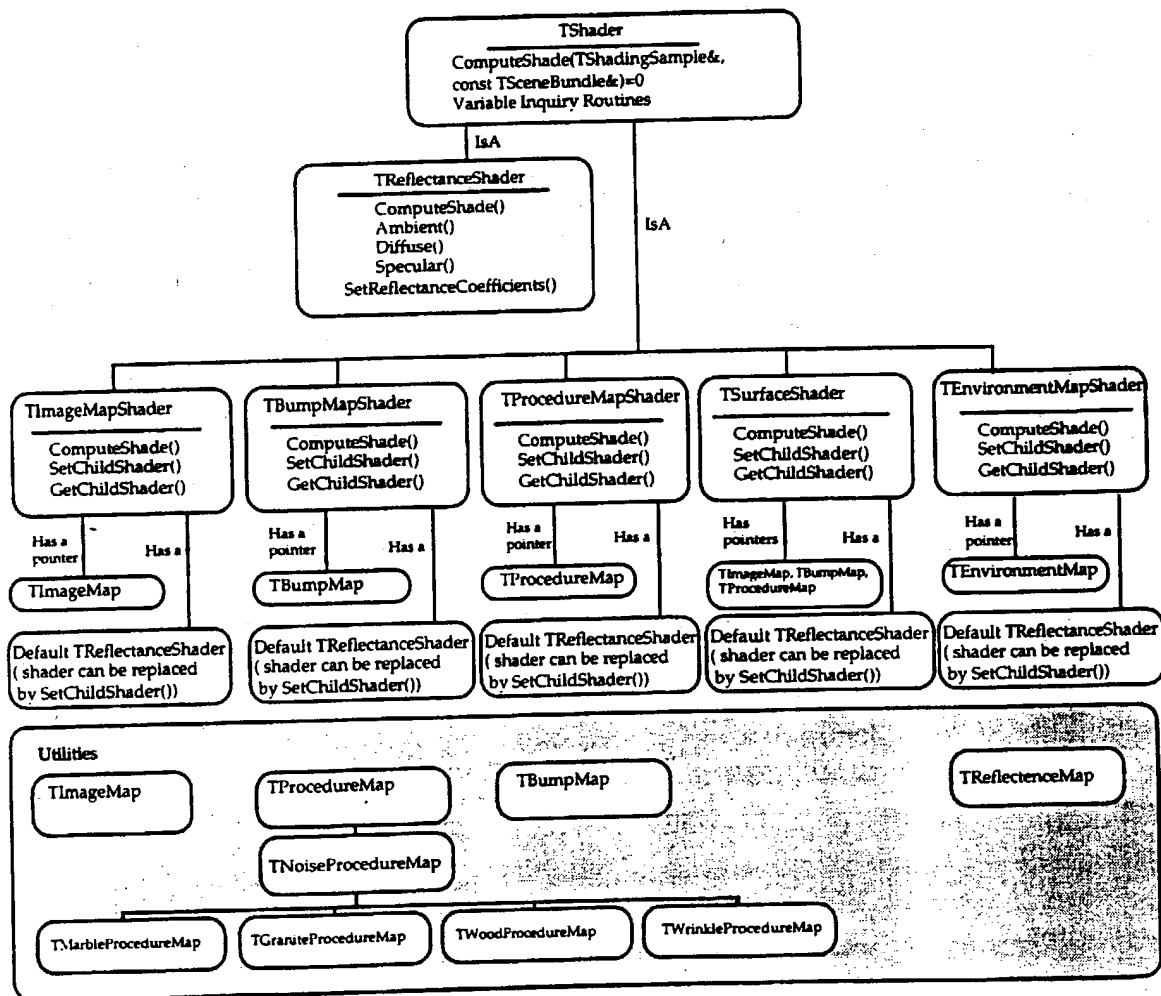 TShader
ComputeShade(TShadingSample&,
const TSceneBundle&)=0
Variable Inquiry Routines
IsA
TReflectanceShader
ComputeShade()
Ambient()
Diffuse()
Specular()
SetReflectanceCoefficients()
IsA
TImageMapShader
ComputeShade()
SetChildShader()
GetChildShader()
TBumpMapShader
ComputeShade()
SetChildShader()
GetChildShader()
TProcedureMapShader
ComputeShade()
SetChildShader()
GetChildShader()
TSurfaceShader
ComputeShade()
SetChildShader()
GetChildShader()
TEnvironmentMapShader
ComputeShade()
SetChildShader()
GetChildShader()
Has a
pointer
Has a
Has a
pointer
Has a
Has a
pointer
Has a
Has
pointers
Has a
Has a
pointer
Has a
TImageMap
TBumpMap
TProcedureMap
TImageMap, TBumpMap,
TProcedureMap
TEnvironmentMap
Default TReflectanceShader
( shader can be replaced
by SetChildShader())
Default TReflectanceShader
( shader can be replaced
by SetChildShader())
Default TReflectanceShader
( shader can be replaced
by SetChildShader())
Default TReflectanceShader
( shader can be replaced
by SetChildShader())
Default TReflectanceShader
( shader can be replaced
by SetChildShader())
Utilities
TImageMap
TProcedureMap
TBumpMap
TReflectenceMap
TNoiseProcedureMap
TMarbleProcedureMap
TGraniteProcedureMap
TWoodProcedureMap
TWrinkleProcedureMap